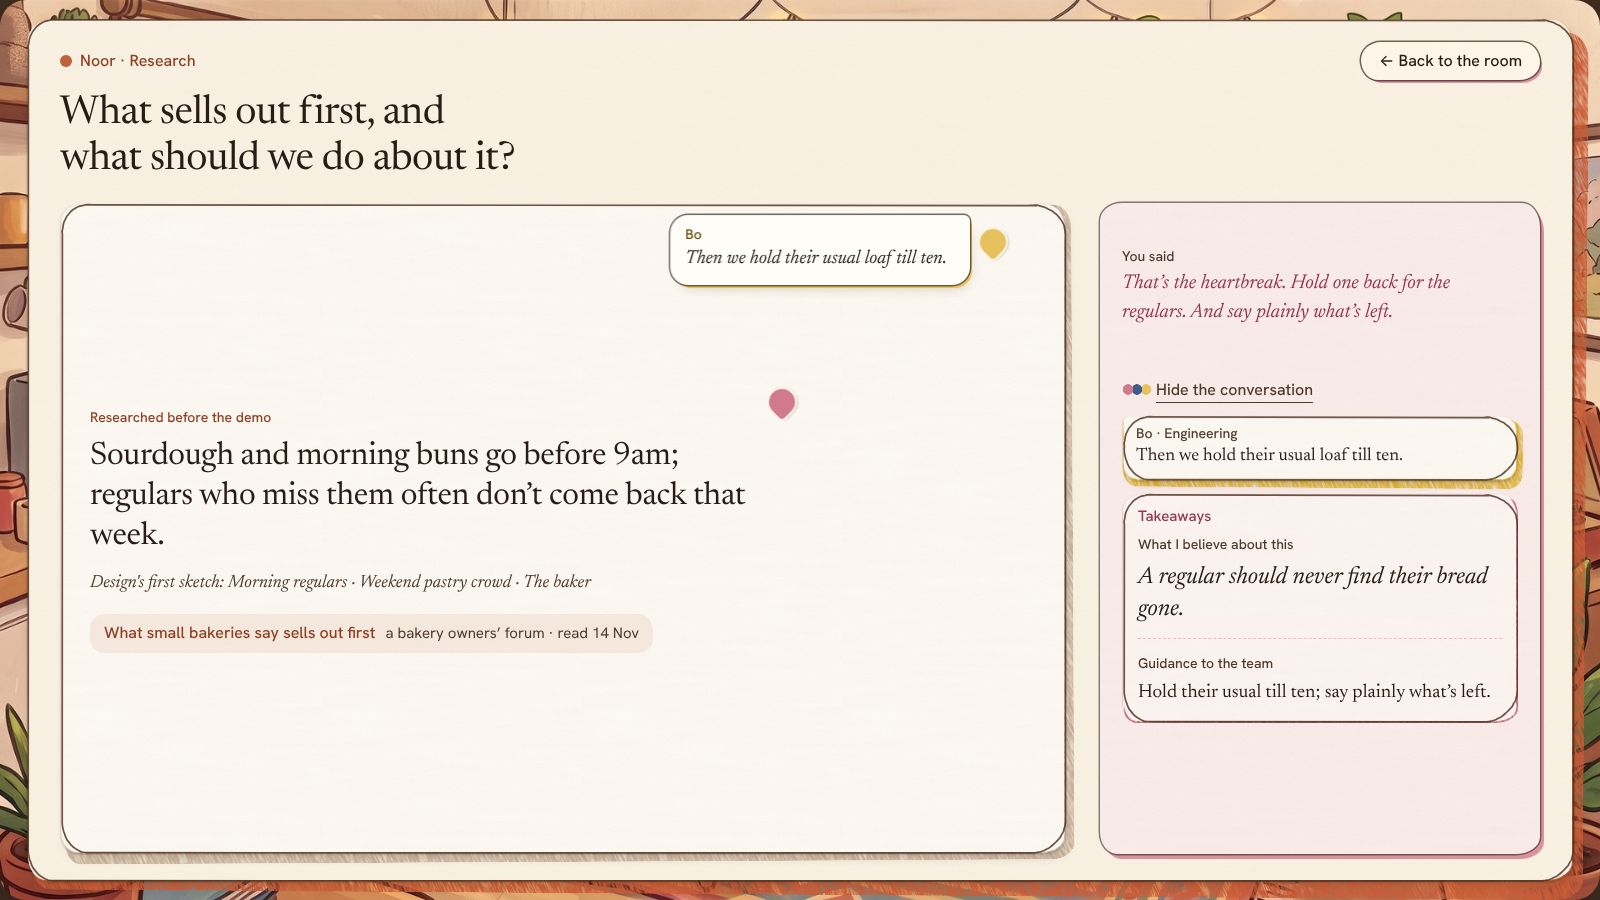 Noor · Research
← Back to the room
What sells out first, and
what should we do about it?
Bo
Then we hold their usual loaf till ten.
Researched before the demo
Sourdough and morning buns go before 9am;
regulars who miss them often don’t come back that
week.
Design's first sketch: Morning regulars · Weekend pastry crowd · The baker
What small bakeries say sells out first a bakery owners’ forum · read 14 Nov
You said
That’s the heartbreak. Hold one back for the
regulars. And say plainly what’s left.
Hide the conversation
Bo · Engineering
Then we hold their usual loaf till ten.
Takeaways
What I believe about this
A regular should never find their bread
gone.
Guidance to the team
Hold their usual till ten; say plainly what’s left.